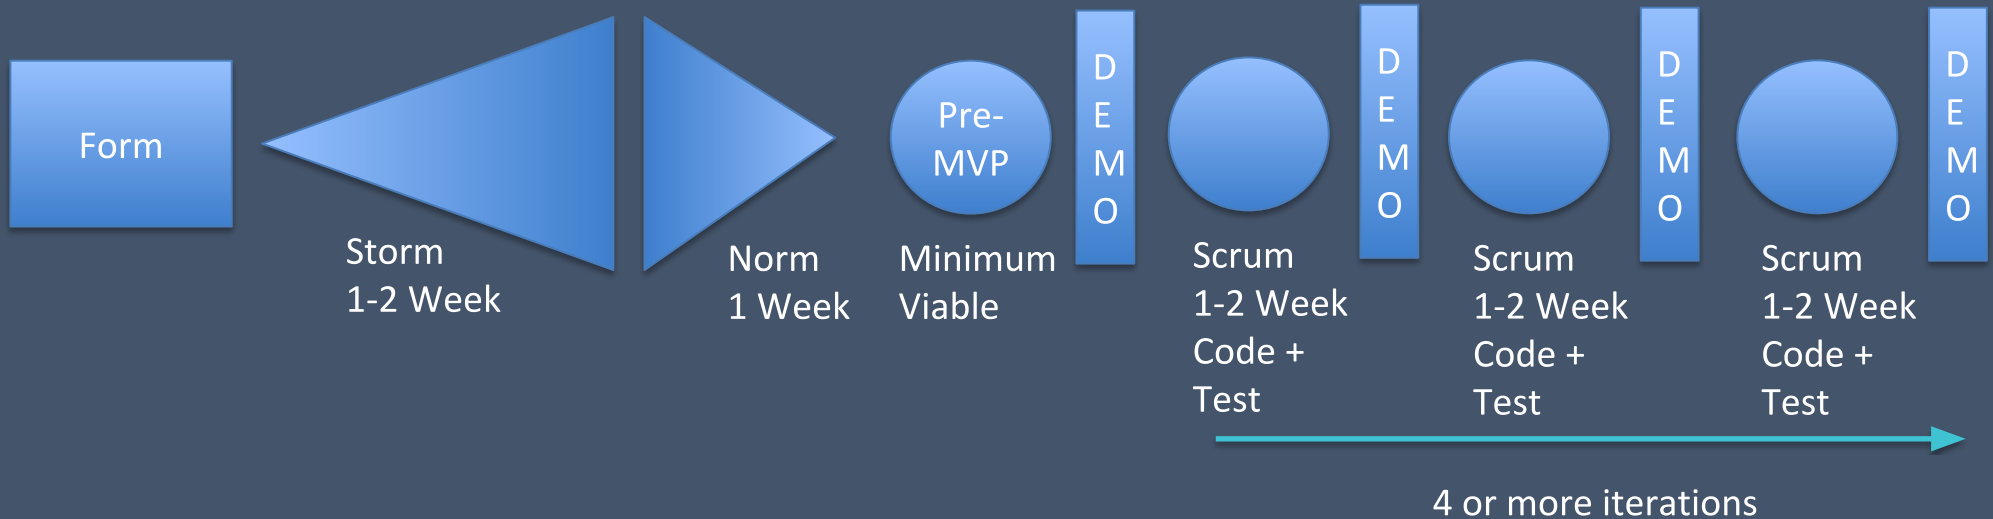 Form
Storm
1-2 Week
Norm
1 Week
Pre-
MVP
Minimum
Viable
D
E
M
O
Scrum
1-2 Week
Code +
Test
D
E
M
O
Scrum
1-2 Week
Code +
Test
D
E
M
O
Scrum
1-2 Week
Code +
Test
D
E
M
O
4 or more iterations